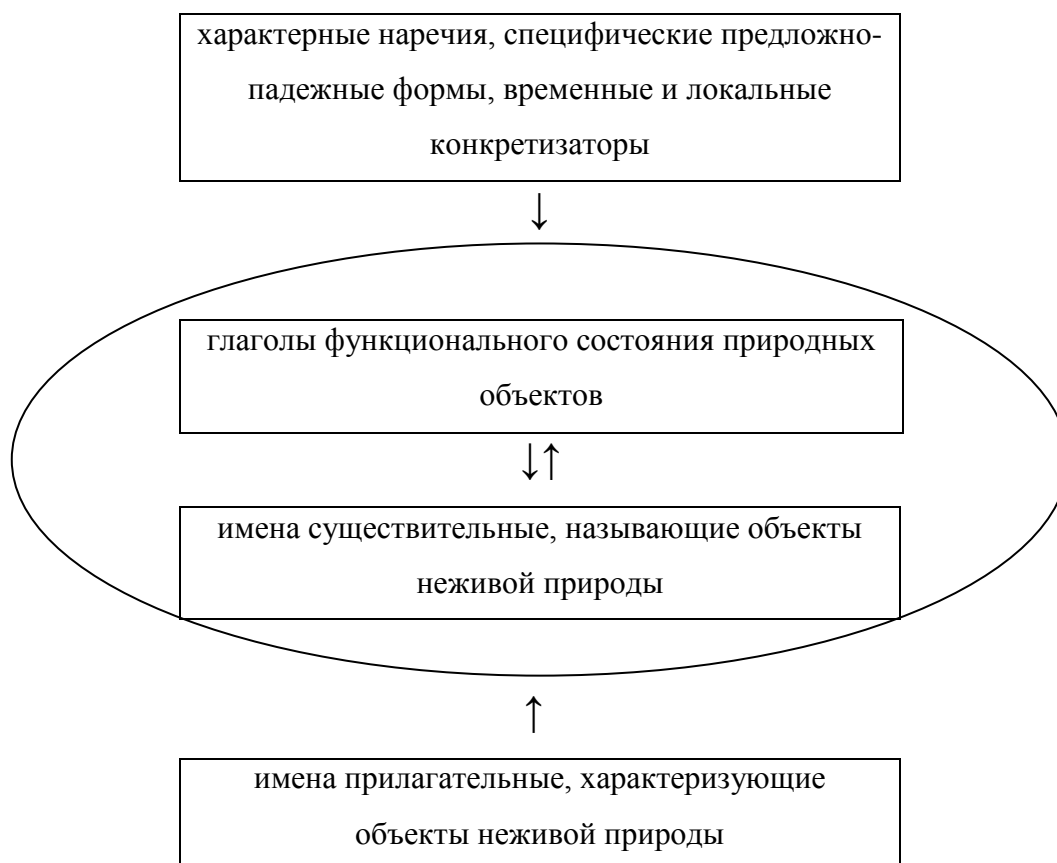 характерные наречия, специфические предложно-
падежные формы, временные и локальные
конкретизаторы
↓
глаголы функционального состояния природных
объектов
↓↑
имена существительные, называющие объекты
неживой природы
↑
имена прилагательные, характеризующие
объекты неживой природы